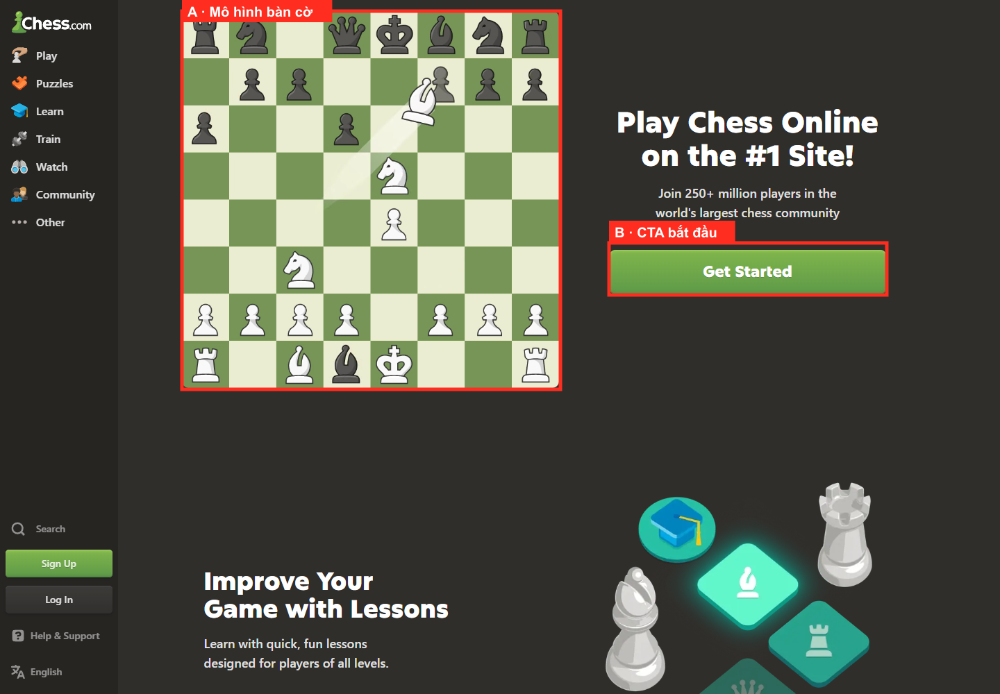 Chess.com
Play
Puzzles
Learn
Train
Watch
Community
Other
Search
Sign Up
Log In
Help & Support
English
A · Mô hình bàn cờ
Play Chess Online
on the #1 Site!
Join 250+ million players in the
world's largest chess community
B · CTA bắt đầu
Get Started
Improve Your
Game with Lessons
Learn with quick, fun lessons
designed for players of all levels.